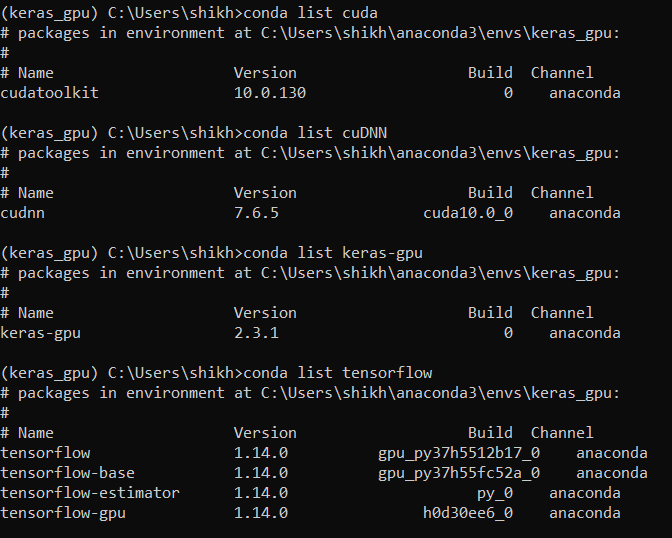 (keras_gpu) C:\Users\shikh>conda list cuda
# packages in environment at C:\Users\shikh\anaconda3\envs\keras_gpu:
#
# Name                    Version                   Build  Channel
cudatoolkit               10.0.130                      0    anaconda
(keras_gpu) C:\Users\shikh>conda list cuDNN
# packages in environment at C:\Users\shikh\anaconda3\envs\keras_gpu:
#
# Name                    Version                   Build  Channel
cudnn                     7.6.5                cuda10.0_0    anaconda
(keras_gpu) C:\Users\shikh>conda list keras-gpu
# packages in environment at C:\Users\shikh\anaconda3\envs\keras_gpu:
#
# Name                    Version                   Build  Channel
keras-gpu                 2.3.1                         0    anaconda
(keras_gpu) C:\Users\shikh>conda list tensorflow
# packages in environment at C:\Users\shikh\anaconda3\envs\keras_gpu:
#
# Name                    Version                   Build  Channel
tensorflow                1.14.0          gpu_py37h5512b17_0    anaconda
tensorflow-base           1.14.0          gpu_py37h55fc52a_0    anaconda
tensorflow-estimator      1.14.0                     py_0    anaconda
tensorflow-gpu            1.14.0               h0d30ee6_0    anaconda